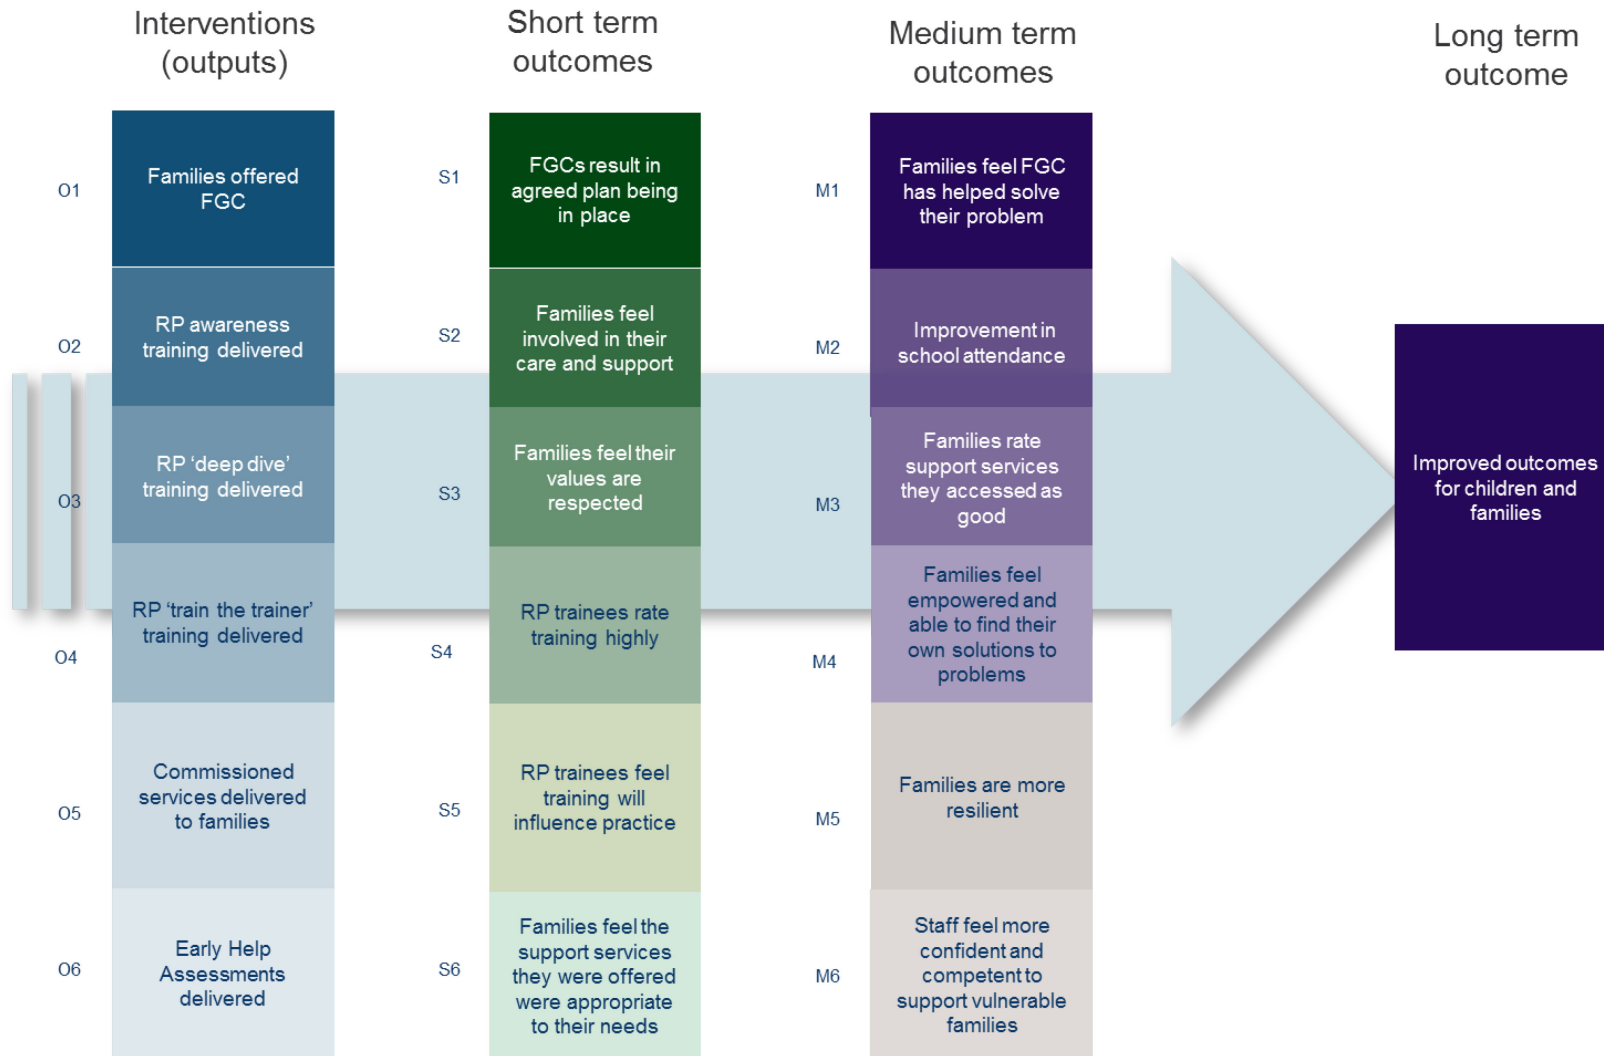 Interventions
(outputs)
Short term
outcomes
Medium term
outcomes
Long term
outcome
O1
Families offered
FGC
O2
RP awareness
training delivered
O3
RP ‘deep dive’
training delivered
O4
RP ‘train the trainer’
training delivered
O5
Commissioned
services delivered
to families
O6
Early Help
Assessments
delivered
S1
FGCs result in
agreed plan being
in place
S2
Families feel
involved in their
care and support
S3
Families feel their
values are
respected
S4
RP trainees rate
training highly
S5
RP trainees feel
training will
influence practice
S6
Families feel the
support services
they were offered
were appropriate
to their needs
M1
Families feel FGC
has helped solve
their problem
M2
Improvement in
school attendance
M3
Families rate
support services
they accessed as
good
M4
Families feel
empowered and
able to find their
own solutions to
problems
M5
Families are more
resilient
M6
Staff feel more
confident and
competent to
support vulnerable
families
Improved outcomes
for children and
families